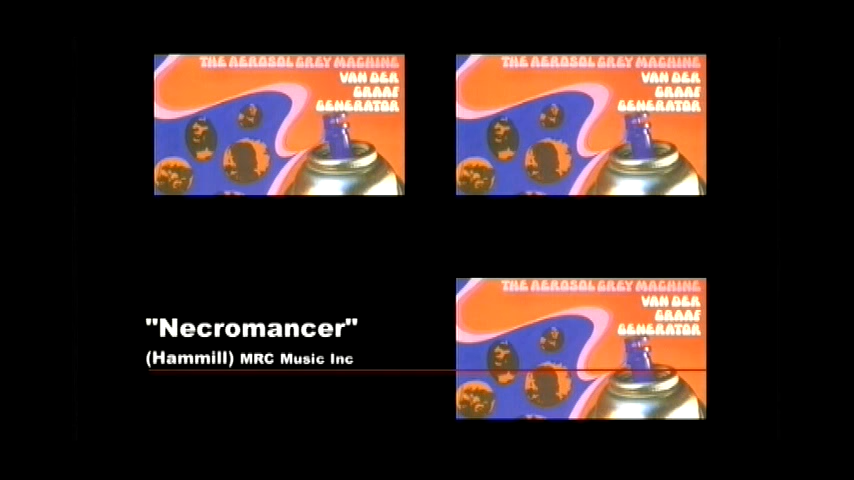 THE AEROSOL GREY MACHINE
VAN DER
GRAAF
GENERATOR
THE AEROSOL GREY MACHINE
VAN DER
GRAAF
GENERATOR
"Necromancer"
(Hammill) MRC Music Inc
THE AEROSOL GREY MACHINE
VAN DER
GRAAF
GENERATOR